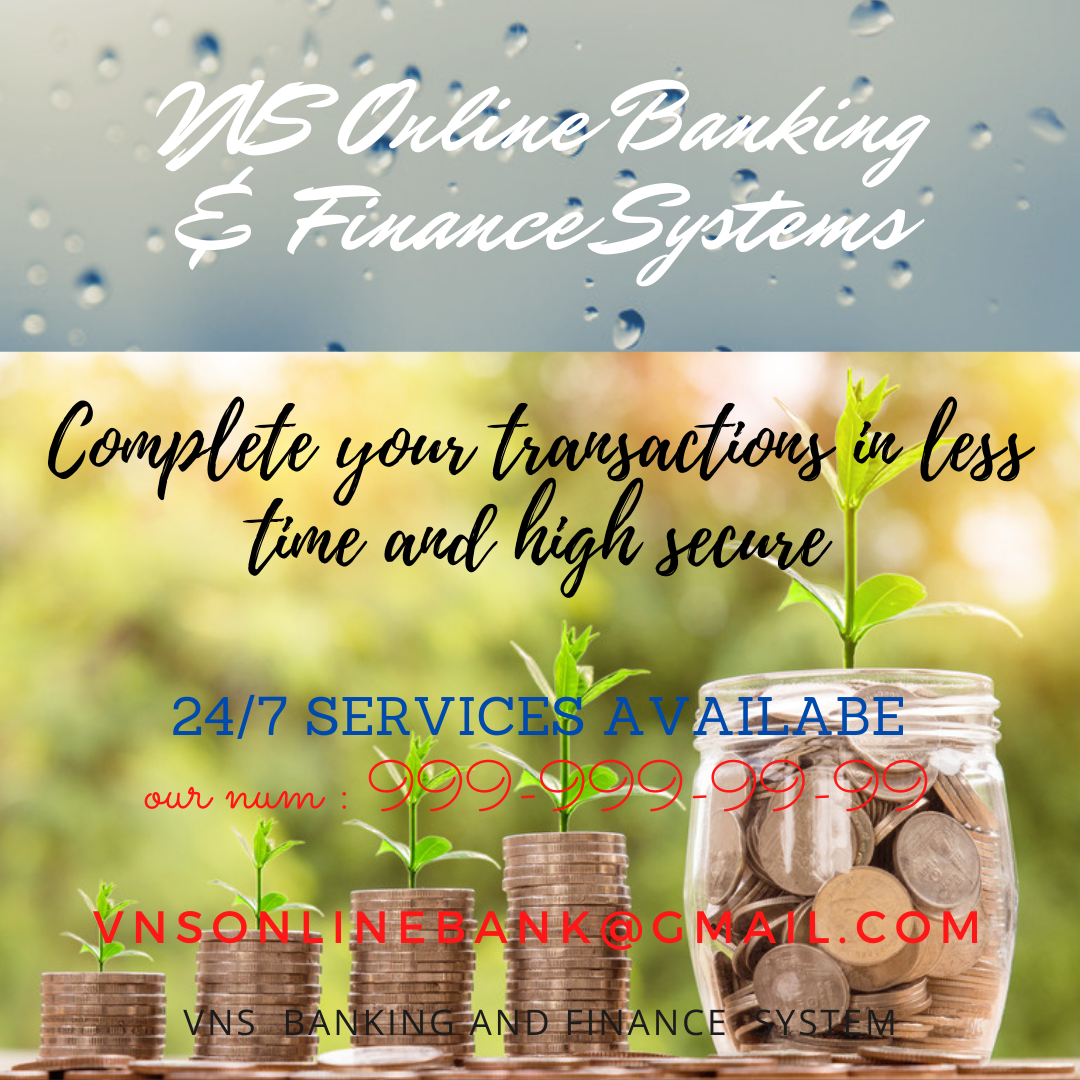 VNS Online Banking
& Finance Systems
Complete your transactions in less
time and high secure
24/7 SERVICES AVAILABE
our num : 999-999-99-99
VNSONLINEBANK@GMAIL.COM
VNS BANKING AND FINANCE SYSTEM